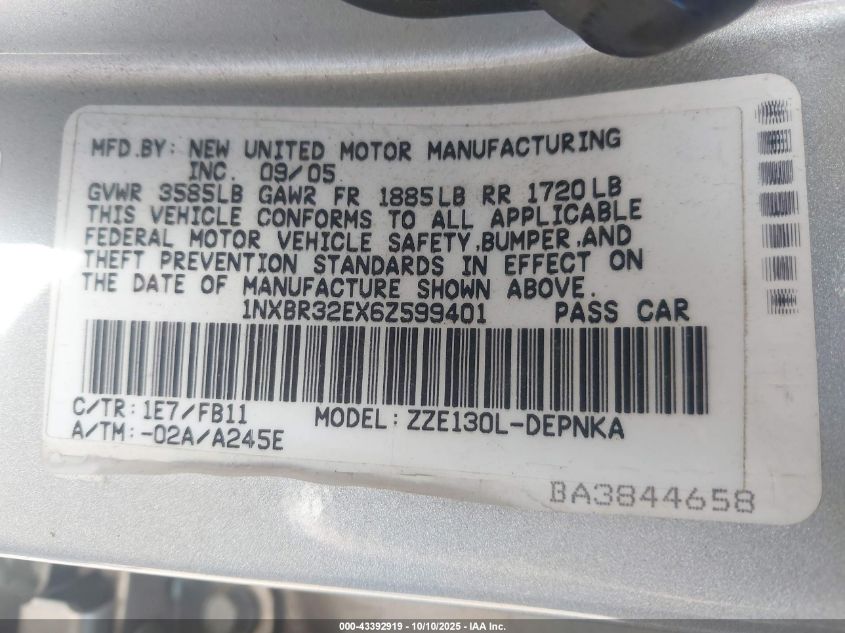 MFD.BY: NEW UNITED MOTOR MANUFACTURING
INC. 09/05
GVWR 3585LB GAWR FR 1885LB RR 1720LB
THIS VEHICLE CONFORMS TO ALL APPLICABLE
FEDERAL MOTOR VEHICLE SAFETY,BUMPER,AND
THEFT PREVENTION STANDARDS IN EFFECT ON
THE DATE OF MANUFACTURE SHOWN ABOVE.
1NXBR32EX6Z599401 PASS CAR
C/TR: 1E7/FB11 MODEL: ZZE130L-DEPNKA
A/TM: -02A/A245E
BA3844658
000-43392919 - 10/10/2025 - IAA Inc.